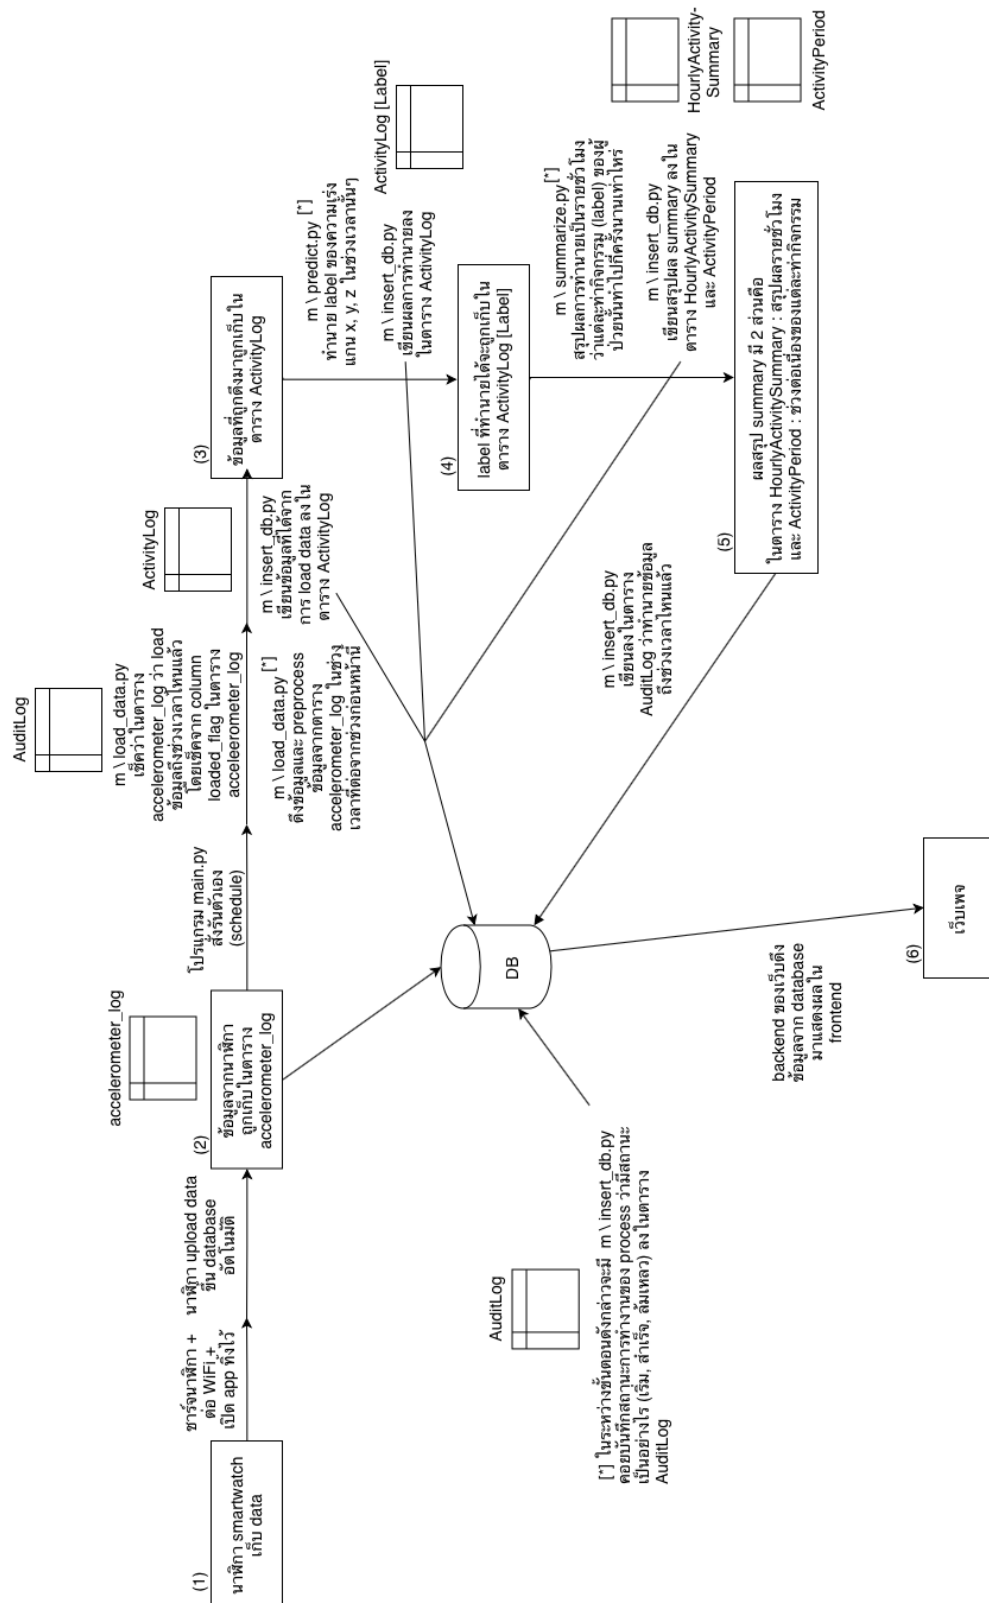 (1)
นาฬิกา smartwatch
เก็บ data
ชาร์จนาฬิกา +
ต่อ WiFi +
เปิด app ทิ้งไว้
นาฬิกา upload data
ขึ้น database
อัตโนมัติ
accelerometer_log
(2)
ข้อมูลจากนาฬิกา
ถูกเก็บในตาราง
accelerometer_log
โปรแกรม main.py
สั่งรันตัวเอง
(schedule)
AuditLog
m \ load_data.py
เช็คว่าในตาราง
accelerometer_log ว่า load
ข้อมูลถึงช่วงเวลาไหนแล้ว
โดยเช็คจาก column
loaded_flag ในตาราง
acceleerometer_log
m \ load_data.py [*]
ดึงข้อมูลและ preprocess
ข้อมูลจากตาราง
accelerometer_log ในช่วง
เวลาที่ต่อจากช่วงก่อนหน้านี้
ActivityLog
m \ insert_db.py
เขียนข้อมูลที่ได้จาก
การ load data ลงใน
ตาราง ActivityLog
(3)
ข้อมูลที่ถูกดึงมาถูกเก็บใน
ตาราง ActivityLog
m \ predict.py [*]
ทำนาย label ของความเร่ง
แกน x, y, z ในช่วงเวลานั้นๆ
ActivityLog [Label]
m \ insert_db.py
เขียนผลการทำนายลง
ในตาราง ActivityLog
(4)
label ที่ทำนายได้จะถูกเก็บใน
ตาราง ActivityLog [Label]
m \ summarize.py[*]
สรุปผลการทำนายเป็นรายชั่วโมง
ว่าแต่ละทำกิจกรรม (label) ของผู้
ป่วยนั้นทำไปกี่ครั้งนานเท่าไหร่
HourlyActivity-
Summary
ActivityPeriod
m \ insert_db.py
เขียนสรุปผล summary ลงใน
ตาราง HourlyActivitySummary
และ ActivityPeriod
(5)
ผลสรุป summary มี 2 ส่วนคือ
ในตาราง HourlyActivitySummary : สรุปผลรายชั่วโมง
และ ActivityPeriod : ช่วงต่อเนื่องของแต่ละทำกิจกรรม
m \ insert_db.py
เขียนลงในตาราง
AuditLog ว่าทำนายข้อมูล
ถึงช่วงเวลาไหนแล้ว
DB
AuditLog
[*] ในระหว่างขั้นตอนดังกล่าวจะมี m \ insert_db.py
คอยบันทึกสถานะการทำงานของ process ว่ามีสถานะ
เป็นอย่างไร (เริ่ม, สำเร็จ, ล้มเหลว) ลงในตาราง
AuditLog
backend ของเว็บดึง
ข้อมูลจาก database
มาแสดงผลใน
frontend
(6)
เว็บเพจ